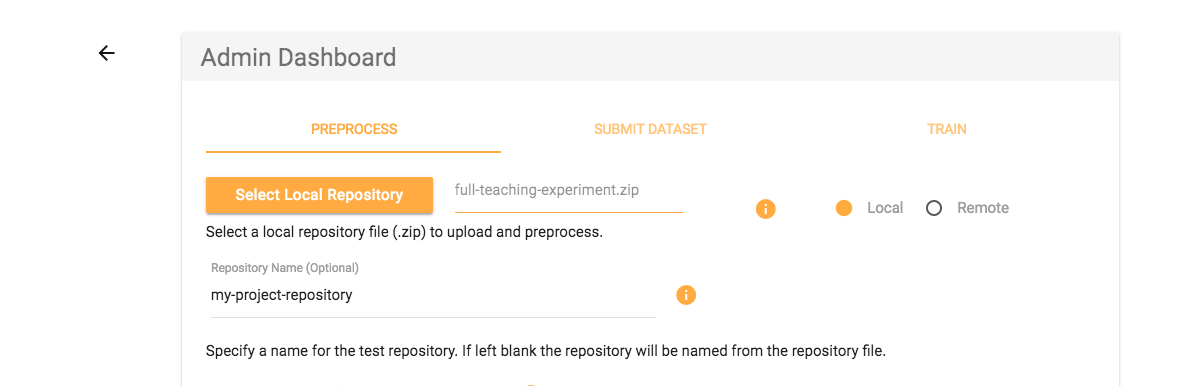 Admin Dashboard
PREPROCESS SUBMIT DATASET TRAIN
Select Local Repository full-teaching-experiment.zip Local Remote
Select a local repository file (.zip) to upload and preprocess.
Repository Name (Optional)
my-project-repository
Specify a name for the test repository. If left blank the repository will be named from the repository file.